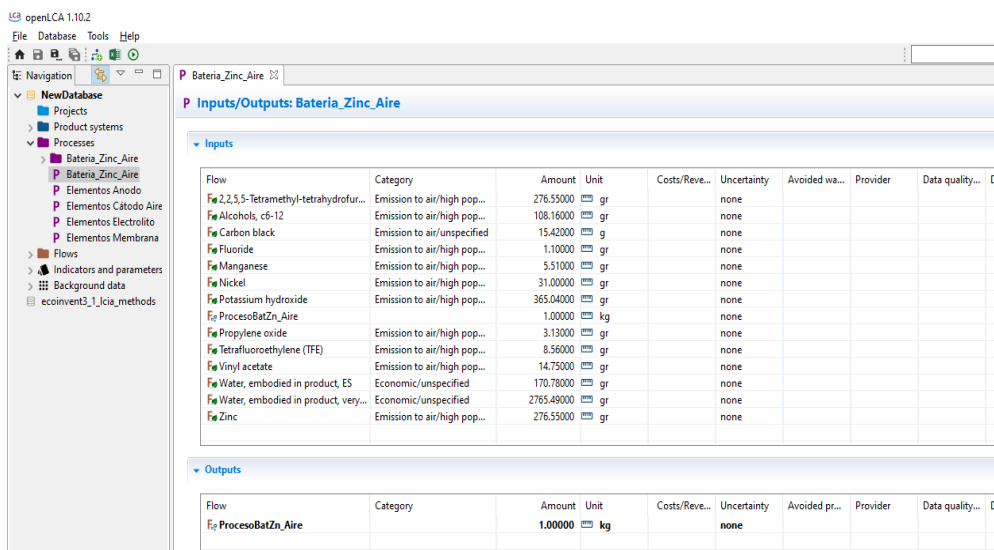 LCA openLCA 1.10.2
File Database Tools Help
Navigation
Bateria_Zinc_Aire
NewDatabase
Projects
Product systems
Processes
Bateria_Zinc_Aire
P Bateria_Zinc_Aire
P Elementos Anodo
P Elementos Cátodo Aire
P Elementos Electrolito
P Elementos Membrana
Flows
Indicators and parameters
Background data
ecoinvent3_1_lcia_methods
P Bateria_Zinc_Aire
P Inputs/Outputs: Bateria_Zinc_Aire
Inputs
Flow Category Amount Unit Costs/Reve... Uncertainty Avoided wa... Provider Data quality... D
2,2,5,5-Tetramethyl-tetrahydrofur... Emission to air/high pop... 276.55000 gr none
Alcohols, c6-12 Emission to air/high pop... 108.16000 gr none
Carbon black Emission to air/unspecified 15.42000 g none
Fluoride Emission to air/high pop... 1.10000 gr none
Manganese Emission to air/high pop... 5.51000 gr none
Nickel Emission to air/high pop... 31.00000 gr none
Potassium hydroxide Emission to air/high pop... 365.04000 gr none
ProcesoBatZn_Aire 1.00000 kg none
Propylene oxide Emission to air/high pop... 3.13000 gr none
Tetrafluoroethylene (TFE) Emission to air/high pop... 8.56000 gr none
Vinyl acetate Emission to air/high pop... 14.75000 gr none
Water, embodied in product, ES Economic/unspecified 170.78000 gr none
Water, embodied in product, very... Economic/unspecified 2765.49000 gr none
Zinc Emission to air/high pop... 276.55000 gr none
Outputs
Flow Category Amount Unit Costs/Reve... Uncertainty Avoided pr... Provider Data quality... D
ProcesoBatZn_Aire 1.00000 kg none